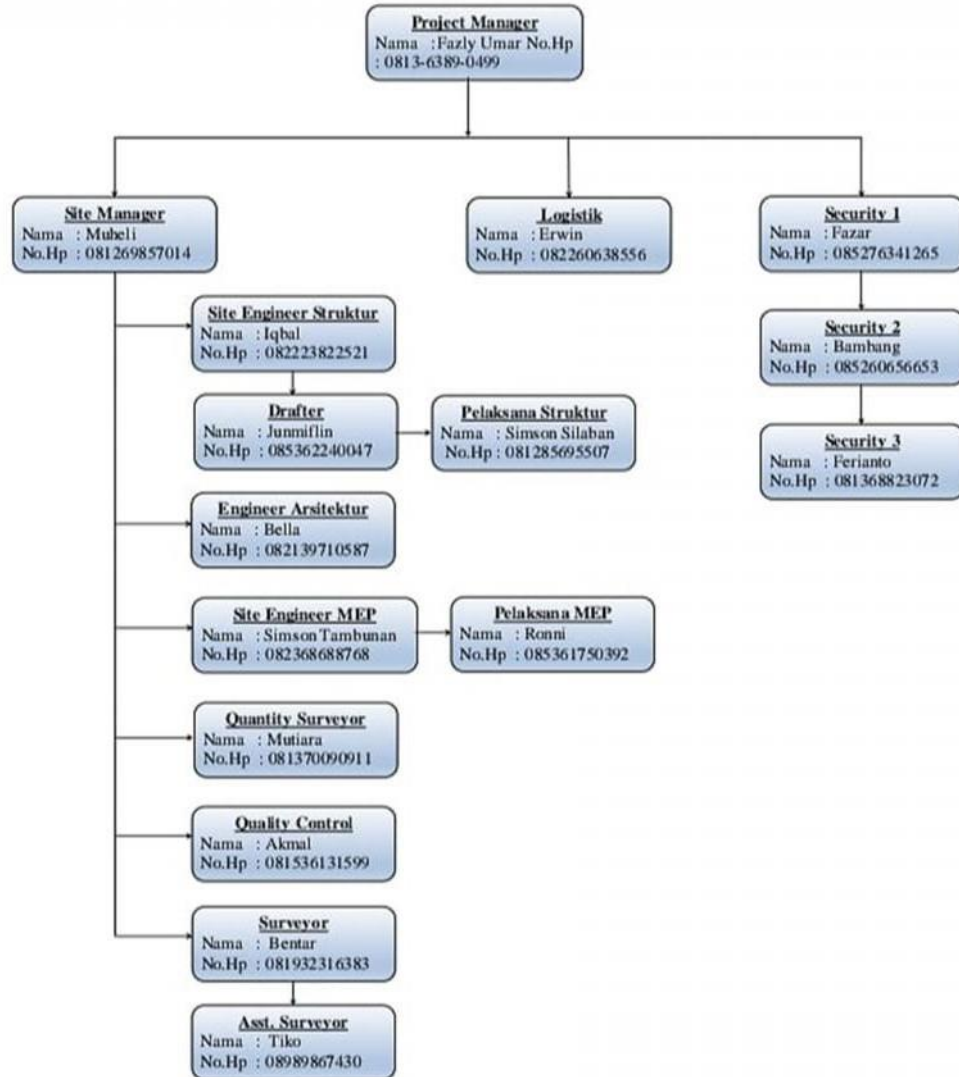 Project Manager
Nama : Fazly Umar No.Hp
: 0813-6389-0499
Site Manager
Nama : Muheli
No.Hp : 081269857014
Logistik
Nama : Erwin
No.Hp : 082260638556
Security 1
Nama : Fazar
No.Hp : 085276341265
Site Engineer Struktur
Nama : Iqbal
No.Hp : 082223822521
Security 2
Nama : Bambang
No.Hp : 085260656653
Drafter
Nama : Junmiflin
No.Hp : 085362240047
Pelaksana Struktur
Nama : Simson Silaban
No.Hp : 081285695507
Security 3
Nama : Ferianto
No.Hp : 081368823072
Engineer Arsitektur
Nama : Bella
No.Hp : 082139710587
Site Engineer MEP
Nama : Simson Tambunan
No.Hp : 082368688768
Pelaksana MEP
Nama : Ronni
No.Hp : 085361750392
Quantity Surveyor
Nama : Mutiara
No.Hp : 081370090911
Quality Control
Nama : Akmal
No.Hp : 081536131599
Surveyor
Nama : Bentar
No.Hp : 081932316383
Asst. Surveyor
Nama : Tiko
No.Hp : 08989867430